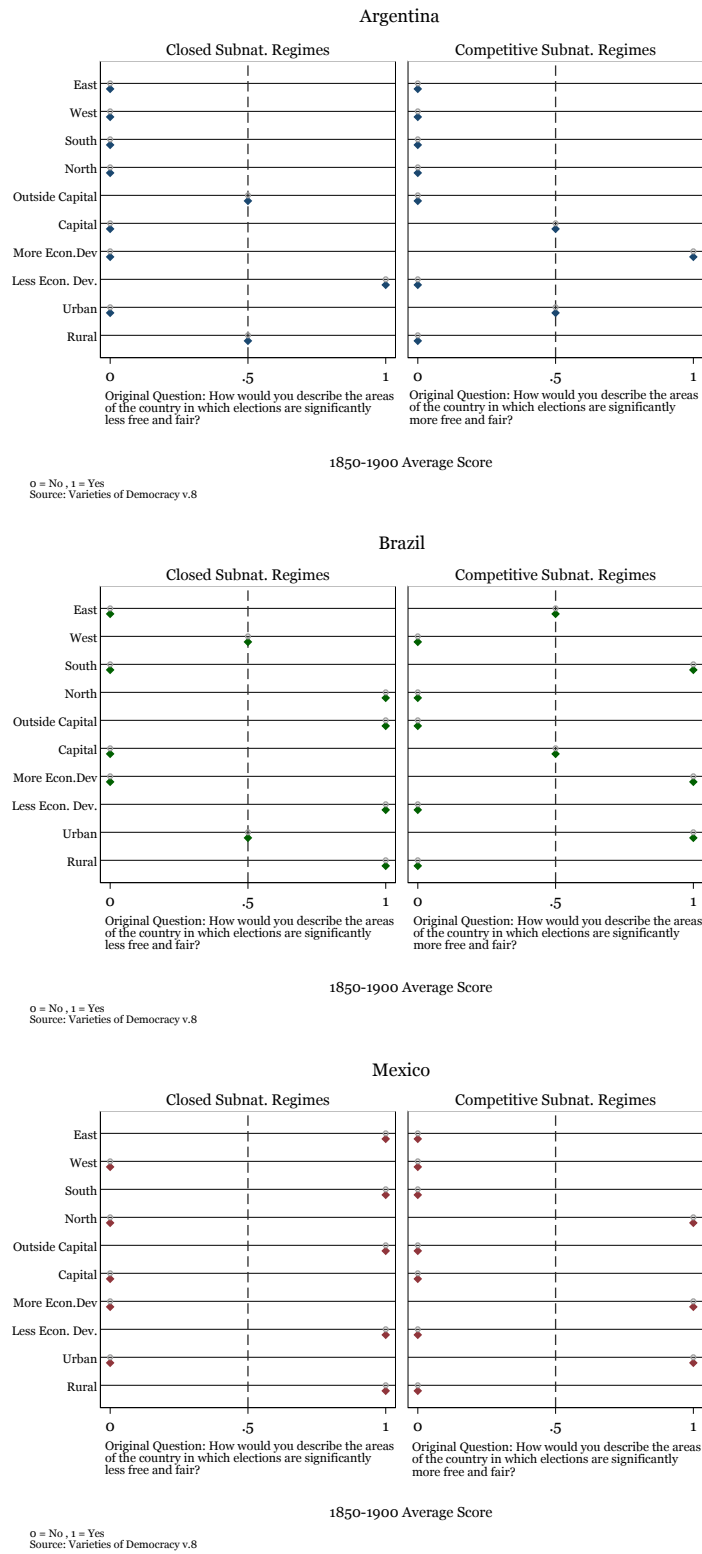 Argentina
Closed Subnat. Regimes
Competitive Subnat. Regimes
East
West
South
North
Outside Capital
Capital
More Econ.Dev
Less Econ. Dev.
Urban
Rural
0 .5 1
0 .5 1
Original Question: How would you describe the areas
of the country in which elections are significantly
less free and fair?
Original Question: How would you describe the areas
of the country in which elections are significantly
more free and fair?
1850-1900 Average Score
0 = No , 1 = Yes
Source: Varieties of Democracy v.8
Brazil
Closed Subnat. Regimes
Competitive Subnat. Regimes
East
West
South
North
Outside Capital
Capital
More Econ.Dev
Less Econ. Dev.
Urban
Rural
0 .5 1
0 .5 1
Original Question: How would you describe the areas
of the country in which elections are significantly
less free and fair?
Original Question: How would you describe the areas
of the country in which elections are significantly
more free and fair?
1850-1900 Average Score
0 = No , 1 = Yes
Source: Varieties of Democracy v.8
Mexico
Closed Subnat. Regimes
Competitive Subnat. Regimes
East
West
South
North
Outside Capital
Capital
More Econ.Dev
Less Econ. Dev.
Urban
Rural
0 .5 1
0 .5 1
Original Question: How would you describe the areas
of the country in which elections are significantly
less free and fair?
Original Question: How would you describe the areas
of the country in which elections are significantly
more free and fair?
1850-1900 Average Score
0 = No , 1 = Yes
Source: Varieties of Democracy v.8